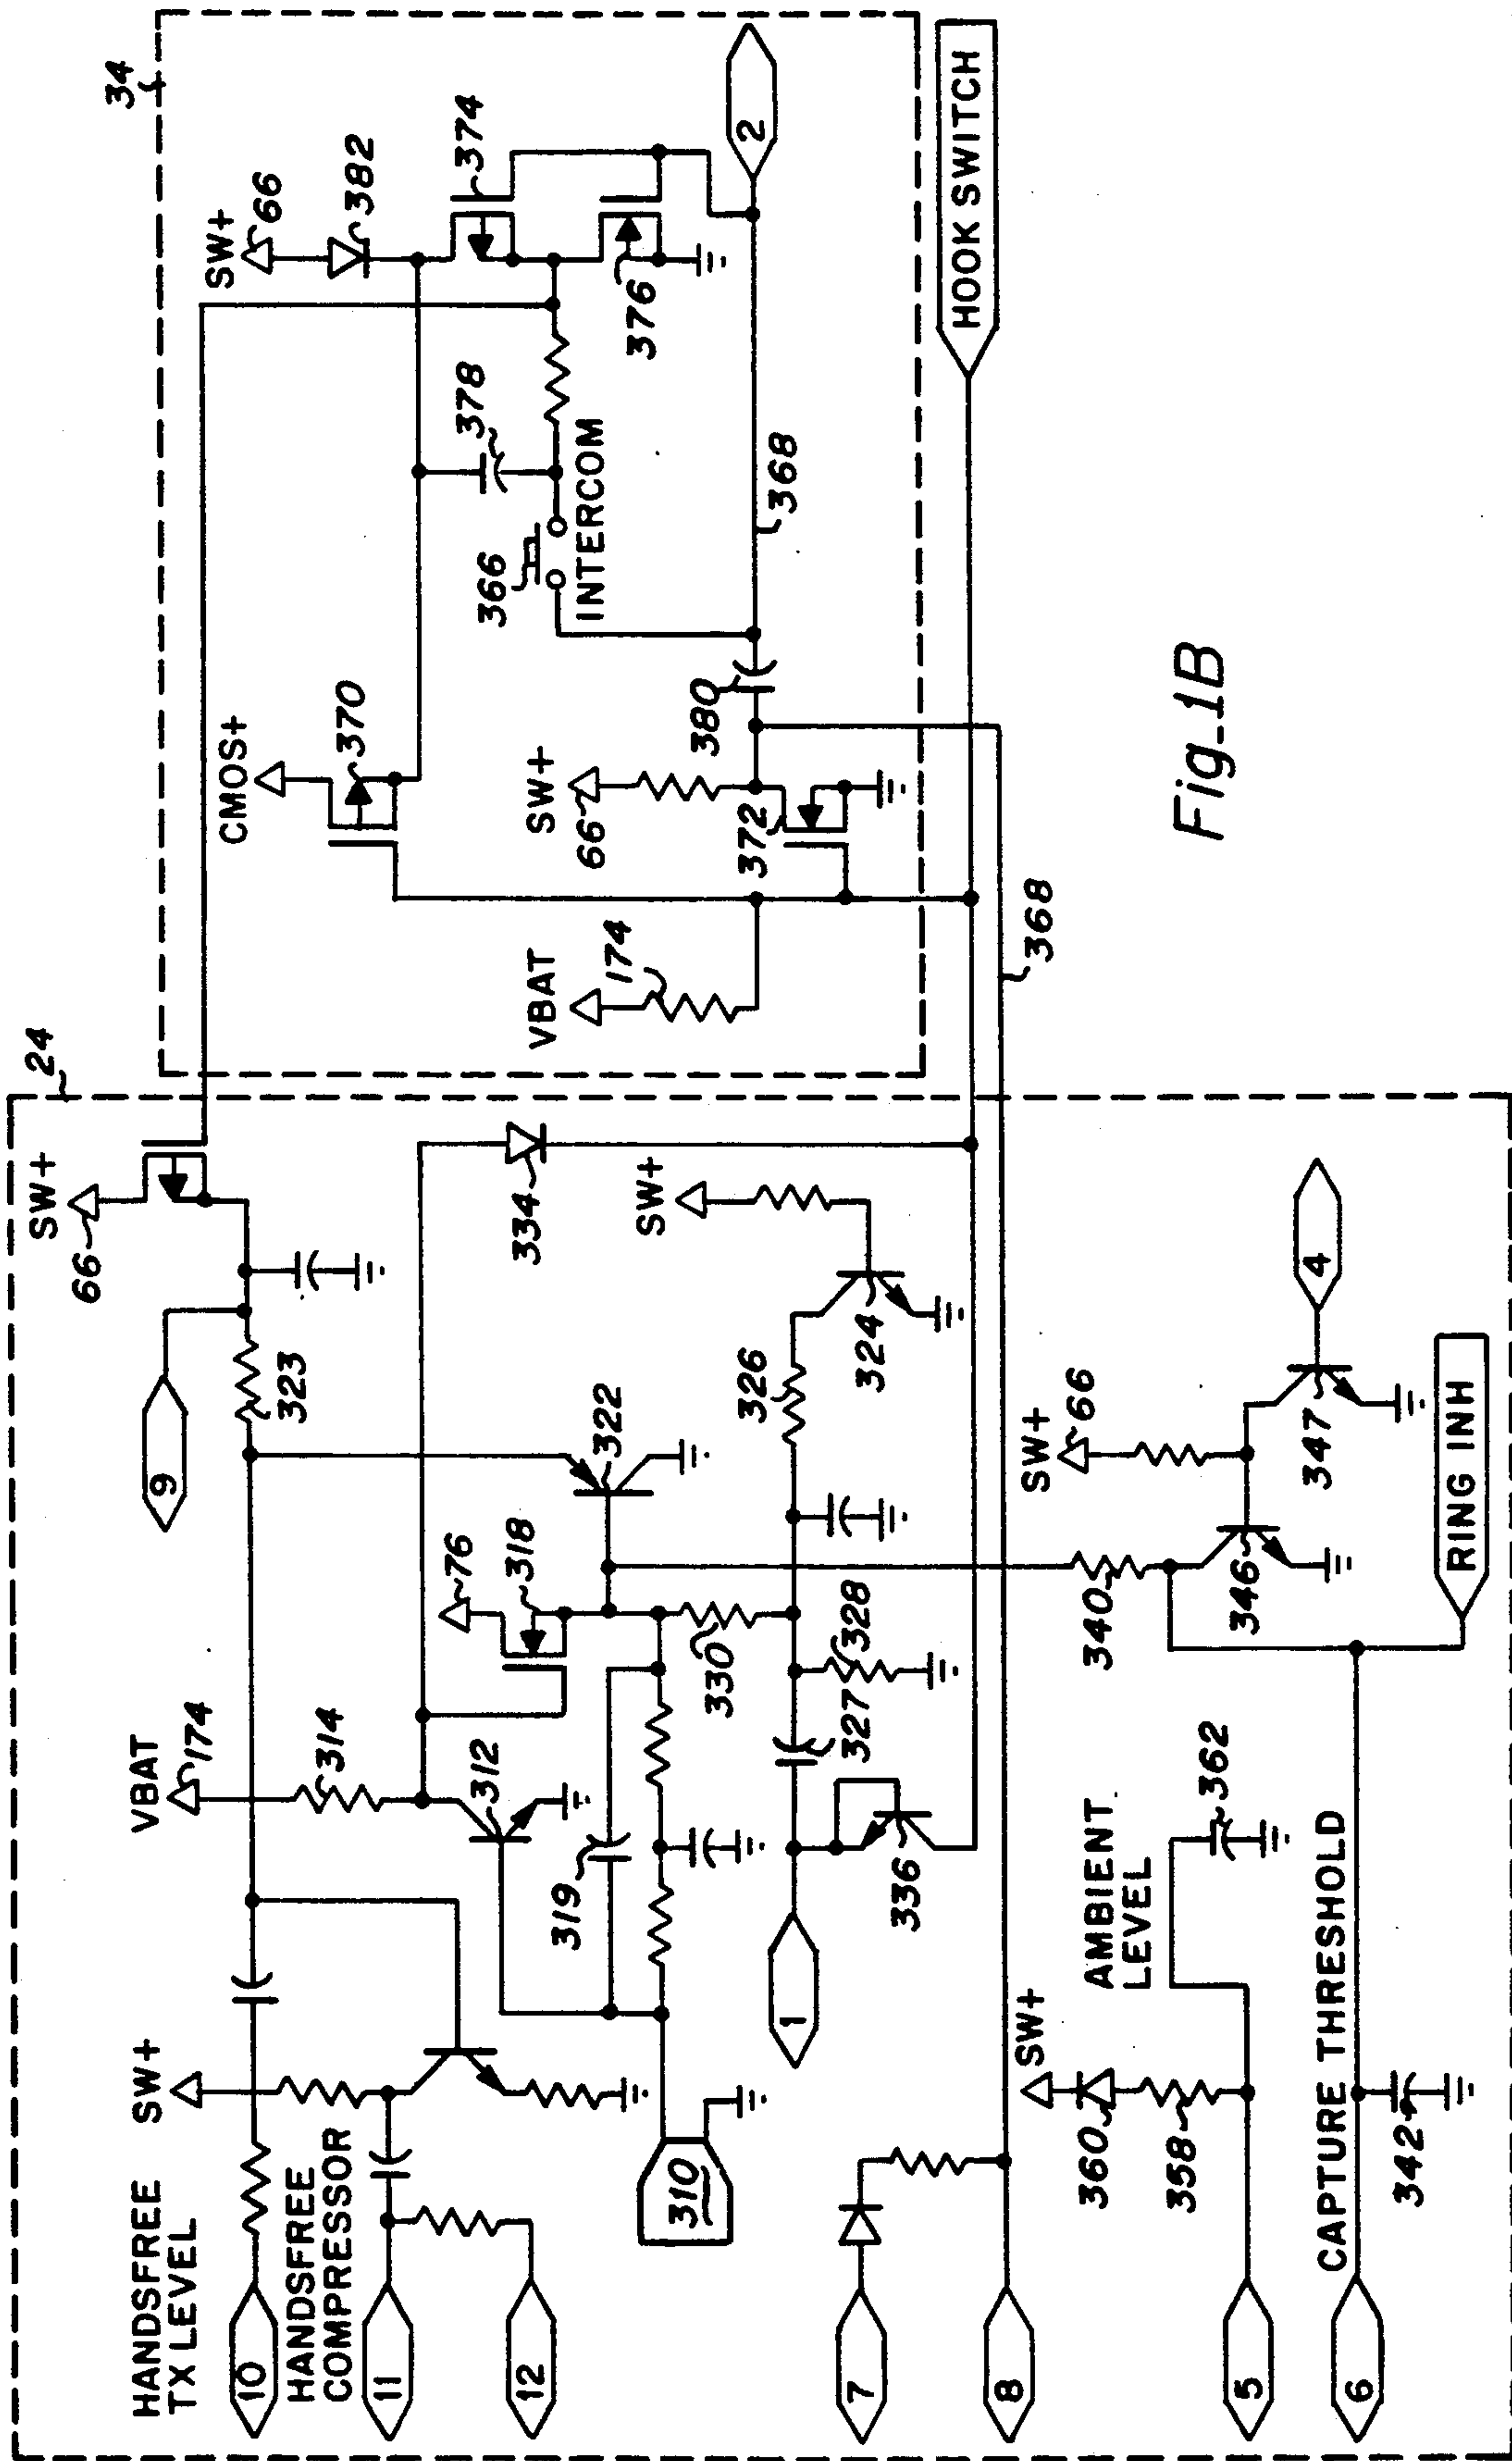 34
SW+
66
382
374
2
376
378
INTERCOM
366
368
CMOS+
370
380
SW+
66
372
VBAT
174
HOOK SWITCH
368
24
SW+
66
9
323
334
SW+
322
326
324
76
318
330
328
327
VBAT
174
314
312
319
336
1
340
SW+
66
346
347
4
RING INH
HANDSFREE
TX LEVEL
SW+
10
HANDSFREE
COMPRESSOR
11
12
310
7
8
SW+
360
358
AMBIENT
LEVEL
362
5
CAPTURE THRESHOLD
6
342
Fig_1B